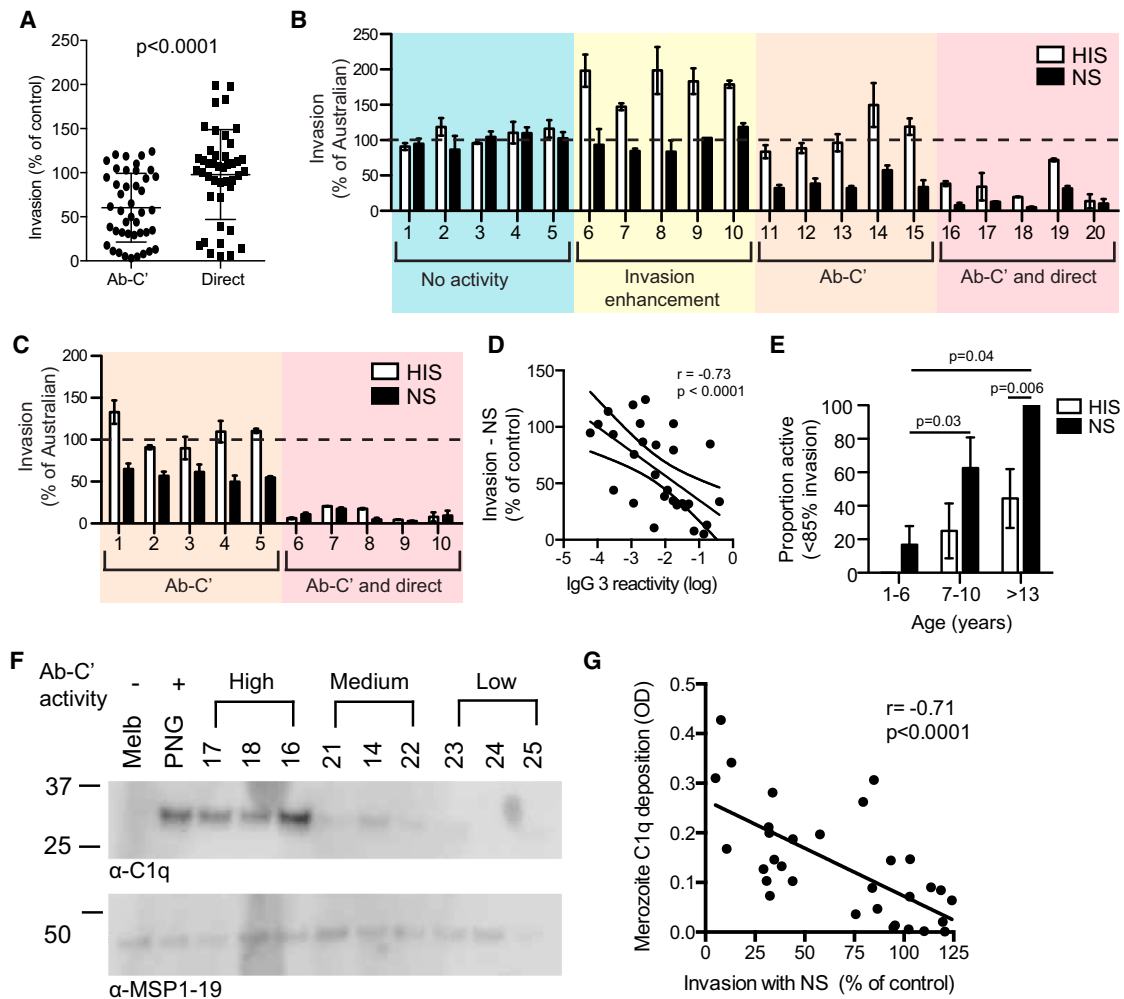 A
p<0.0001
Invasion (% of control)
250
200
150
100
50
0
Ab-C'
Direct
B
Invasion
(% of Australian)
250
200
150
100
50
0
HIS
NS
1 2 3 4 5 6 7 8 9 10 11 12 13 14 15 16 17 18 19 20
No activity
Invasion
enhancement
Ab-C'
Ab-C' and direct
C
Invasion
(% of Australian)
200
150
100
50
0
HIS
NS
1 2 3 4 5 6 7 8 9 10
Ab-C'
Ab-C' and direct
D
r = -0.73
p < 0.0001
Invasion - NS
(% of control)
150
100
50
0
-5 -4 -3 -2 -1 0
IgG 3 reactivity (log)
E
p=0.04
p=0.006
p=0.03
HIS
NS
Proportion active
(<85% invasion)
100
80
60
40
20
0
1-6 7-10 >13
Age (years)
F
Ab-C'
activity
- + High Medium Low
Melb PNG 17 18 16 21 14 22 23 24 25
37
25
α-C1q
50
α-MSP1-19
G
r= -0.71
p<0.0001
Merozoite C1q deposition (OD)
0.5
0.4
0.3
0.2
0.1
0.0
0 25 50 75 100 125
Invasion with NS (% of control)